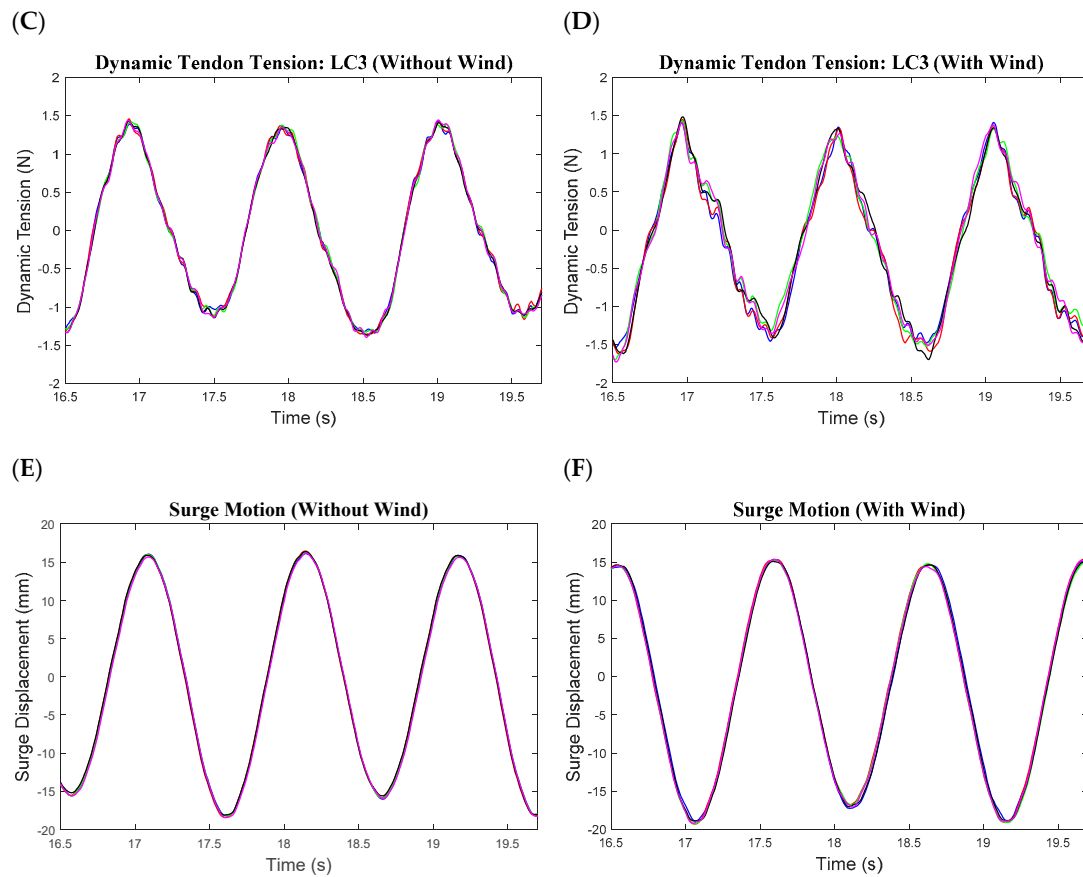 (C)
Dynamic Tendon Tension: LC3 (Without Wind)
Dynamic Tension (N)
2
1.5
1
0.5
0
-0.5
-1
-1.5
-2
16.5 17 17.5 18 18.5 19 19.5
Time (s)
(D)
Dynamic Tendon Tension: LC3 (With Wind)
Dynamic Tension (N)
2
1.5
1
0.5
0
-0.5
-1
-1.5
-2
16.5 17 17.5 18 18.5 19 19.5
Time (s)
(E)
Surge Motion (Without Wind)
Surge Displacement (mm)
20
15
10
5
0
-5
-10
-15
-20
16.5 17 17.5 18 18.5 19 19.5
Time (s)
(F)
Surge Motion (With Wind)
Surge Displacement (mm)
20
15
10
5
0
-5
-10
-15
-20
16.5 17 17.5 18 18.5 19 19.5
Time (s)